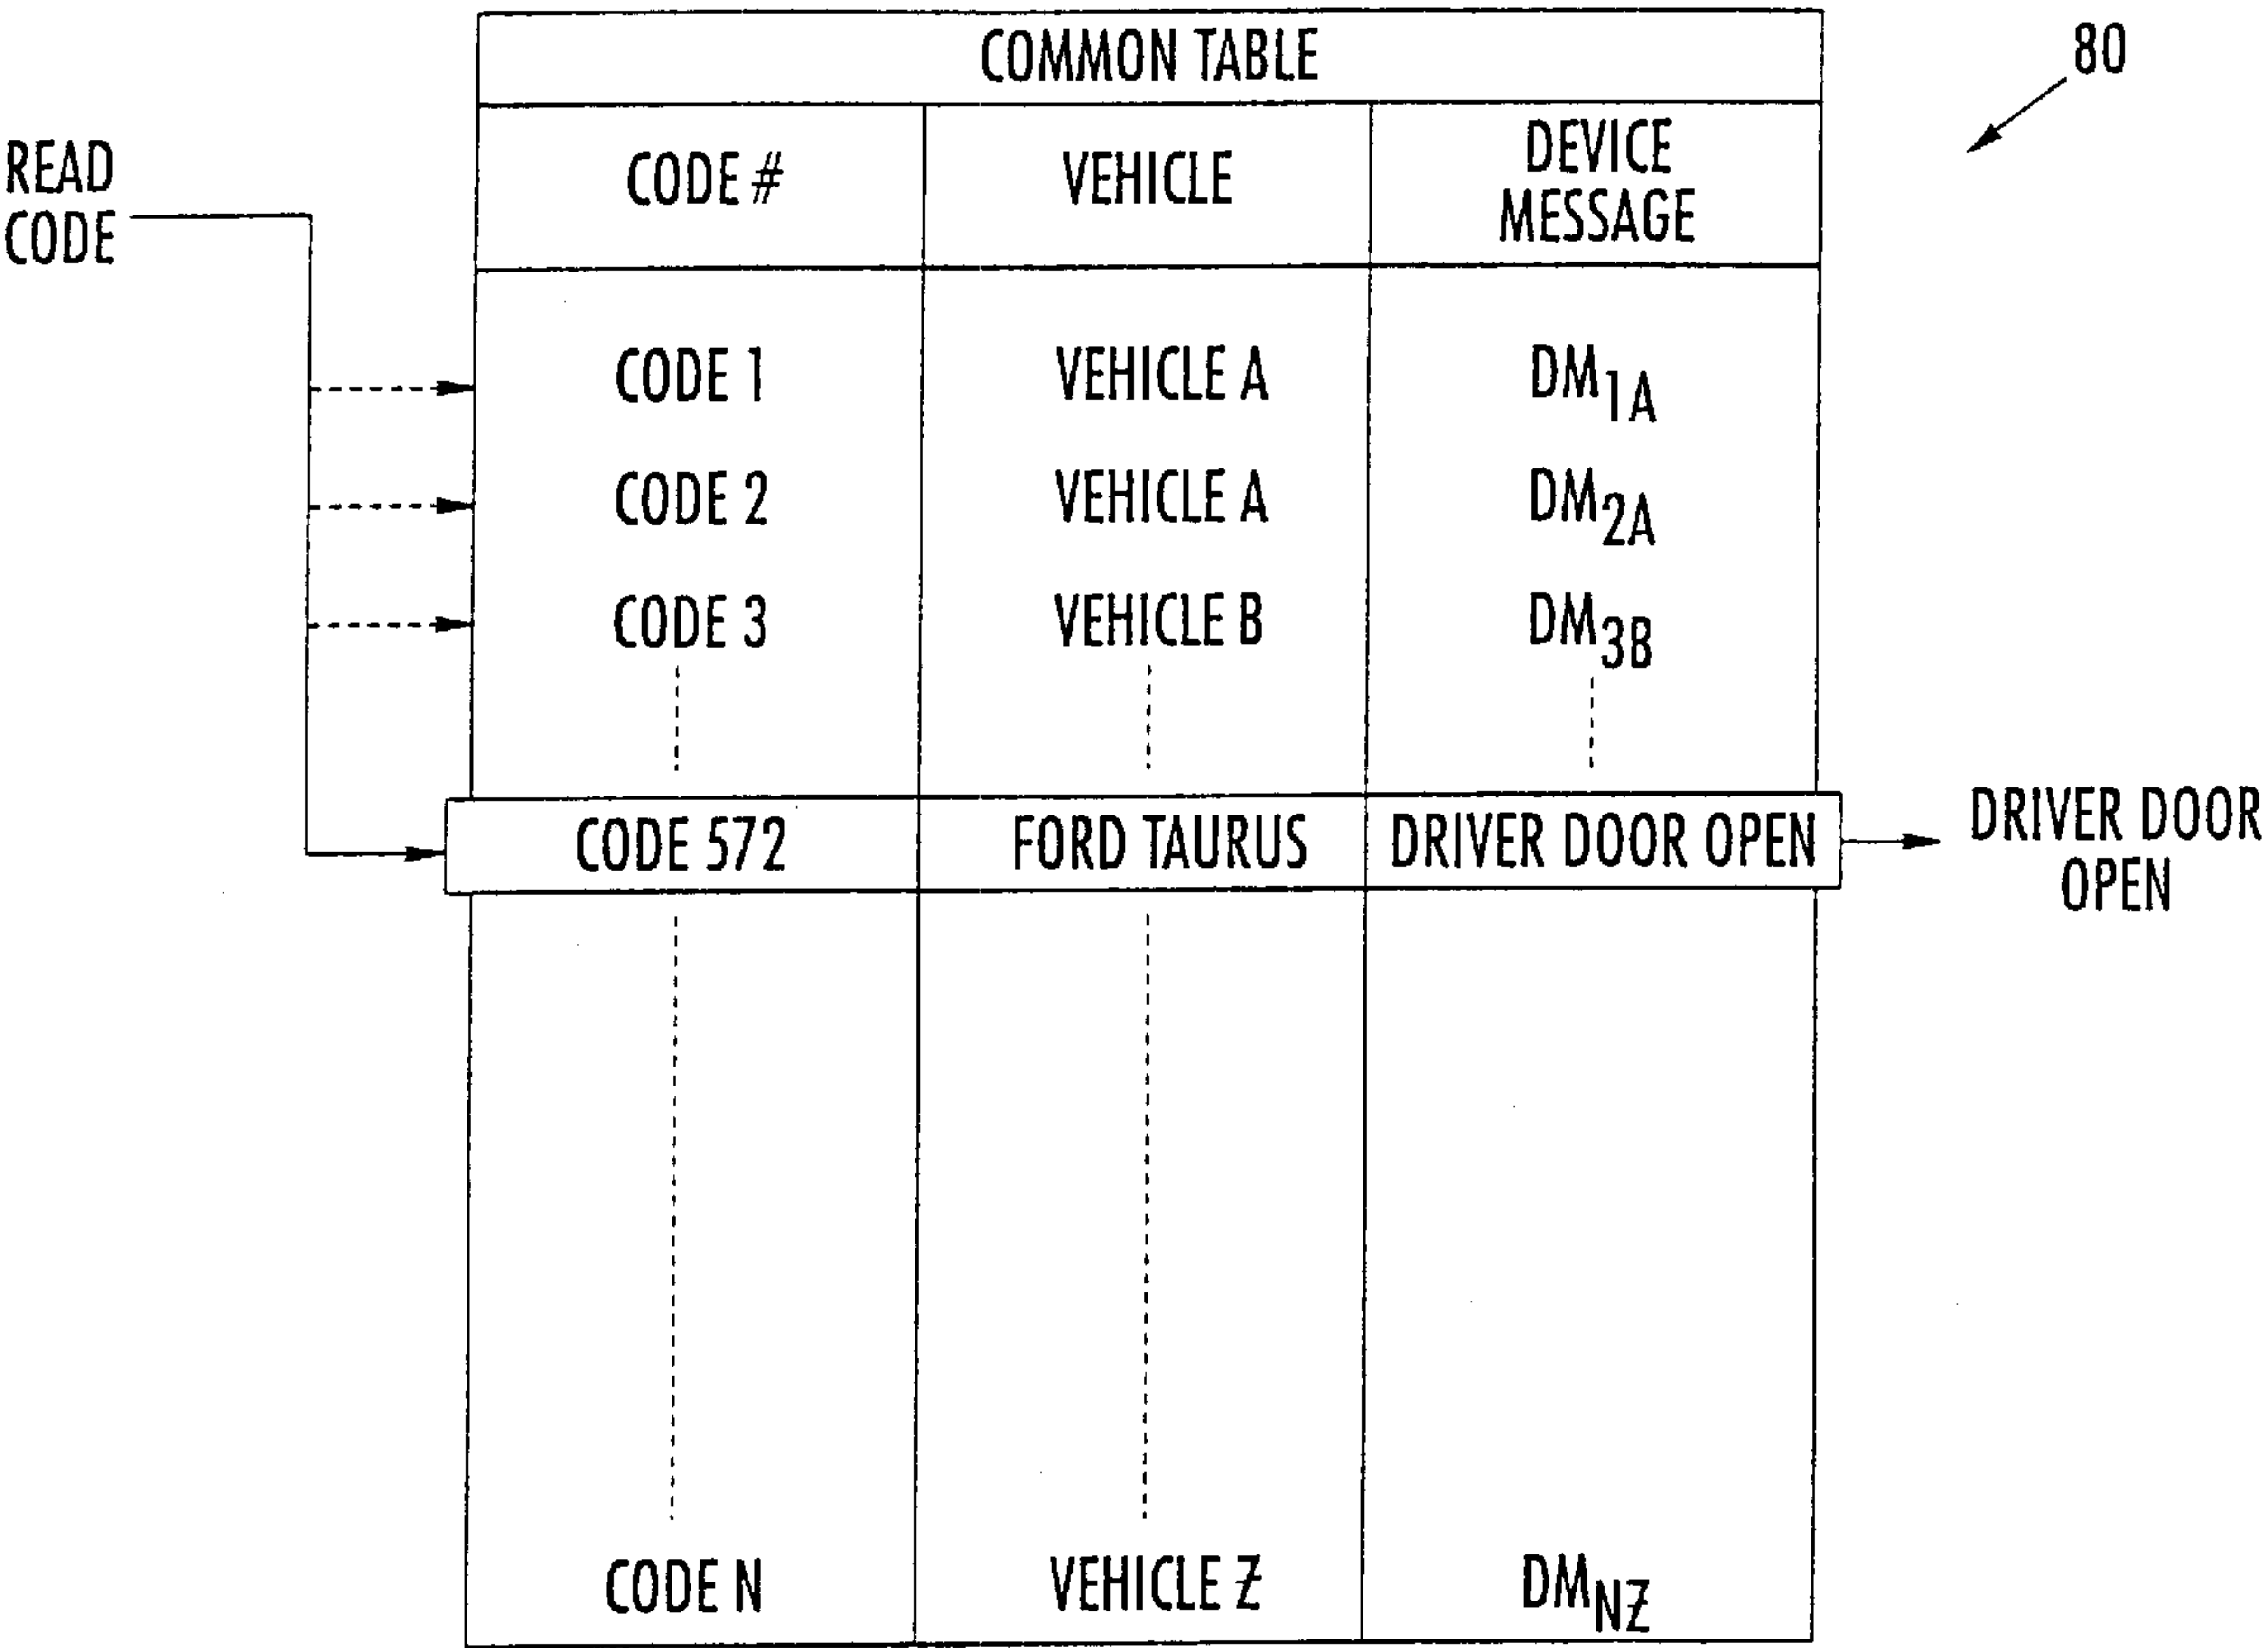 COMMON TABLE
80
READ
CODE
CODE # VEHICLE DEVICE
MESSAGE
CODE 1 VEHICLE A DM1A
CODE 2 VEHICLE A DM2A
CODE 3 VEHICLE B DM3B
CODE 572 FORD TAURUS DRIVER DOOR OPEN
DRIVER DOOR
OPEN
CODE N VEHICLE Z DMNZ